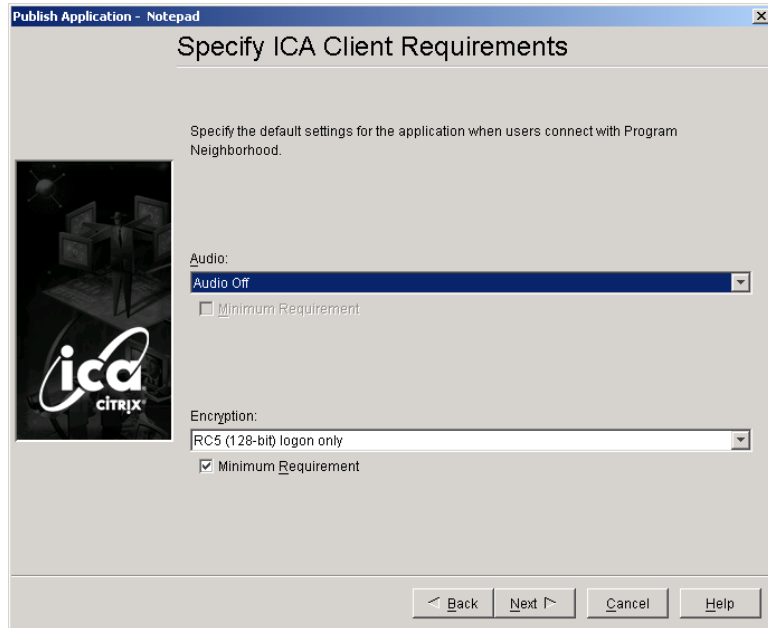 Publish Application - Notepad
Specify ICA Client Requirements
Specify the default settings for the application when users connect with Program
Neighborhood.
Audio:
Audio Off
Minimum Requirement
ica
CITRIX®
Encryption:
RC5 (128-bit) logon only
Minimum Requirement
Back
Next
Cancel
Help